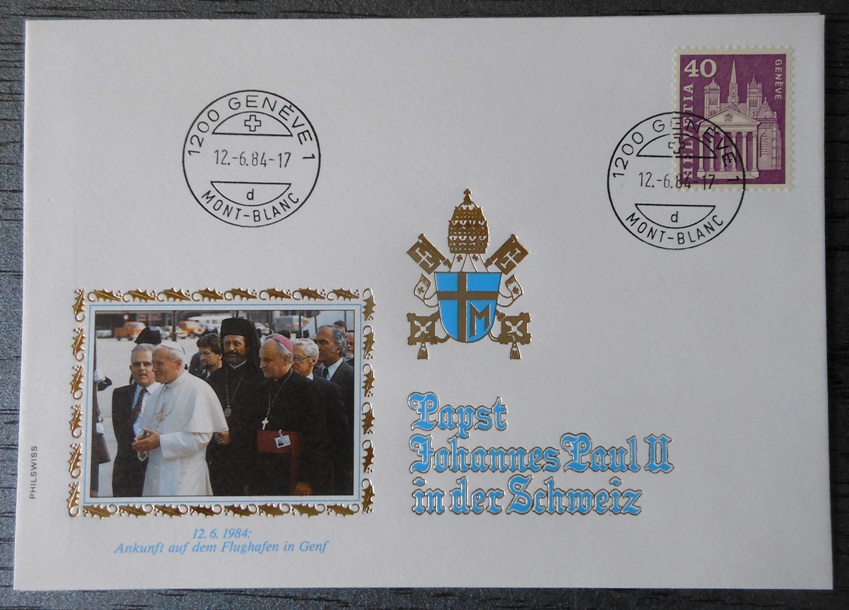 1200 GENÈVE 1
12.-6.84-17
d
MONT-BLANC
40
GENÈVE
HELVETIA
1200 GENÈVE 1
12.-6.84-17
d
MONT-BLANC
M
Papst
Johannes Paul II
in der Schweiz
PHILSWISS
12. 6. 1984:
Ankunft auf dem Flughafen in Genf